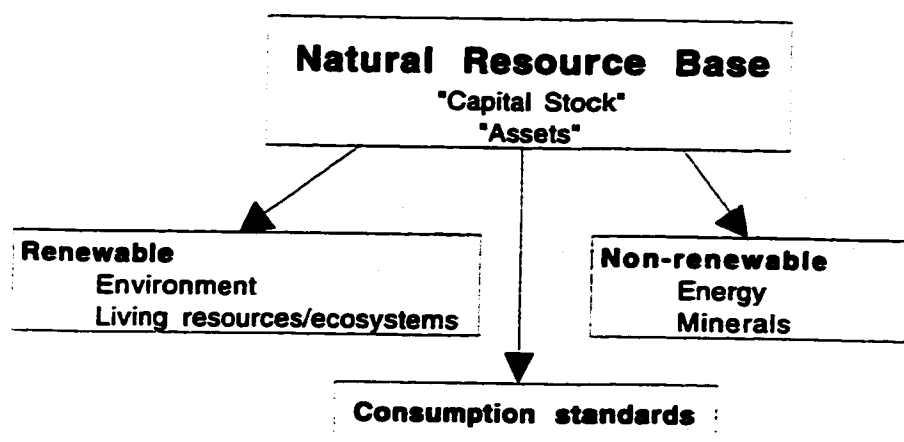 Natural Resource Base
"Capital Stock"
"Assets"
Renewable
Environment
Living resources/ecosystems
Non-renewable
Energy
Minerals
Consumption standards